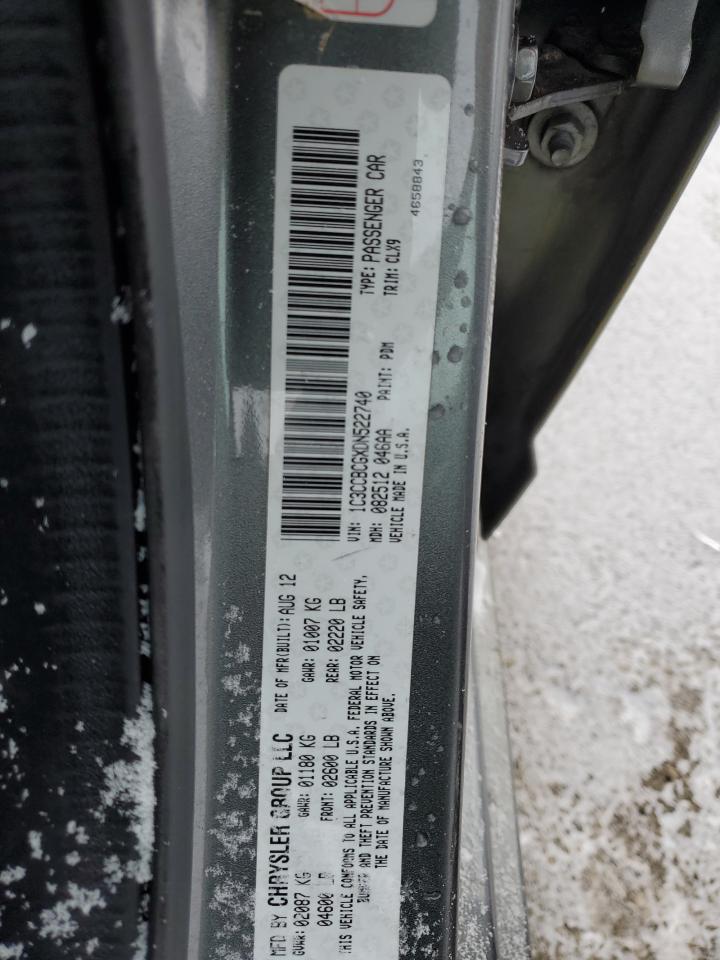 MFD BY CHRYSLER GROUP LLC DATE OF MFR(BUILT): AUG 12
GVWR: 02087 KG GAWR: 01180 KG GAWR: 01007 KG
04600 LB FRONT: 02600 LB REAR: 02220 LB
THIS VEHICLE CONFORMS TO ALL APPLICABLE U.S.A. FEDERAL MOTOR VEHICLE SAFETY,
BUMPER AND THEFT PREVENTION STANDARDS IN EFFECT ON
THE DATE OF MANUFACTURE SHOWN ABOVE.
VIN: 1C3CCBCGXDN522740 TYPE: PASSENGER CAR
MDH: 082512 046AA PAINT: PDM TRIM: CLX9
VEHICLE MADE IN U.S.A.
4658843